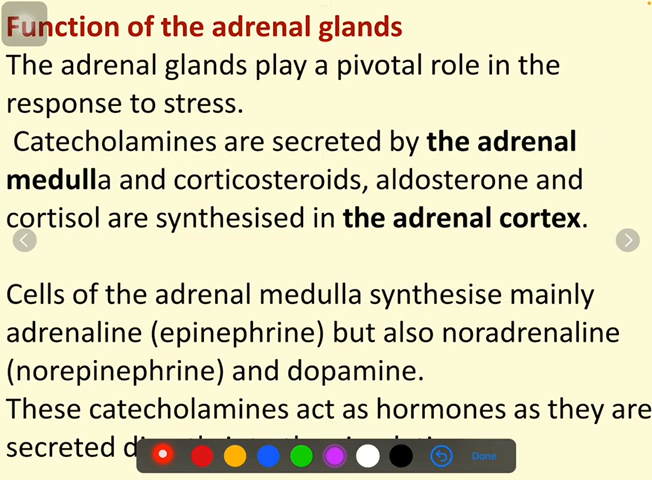 Function of the adrenal glands
The adrenal glands play a pivotal role in the
response to stress.
Catecholamines are secreted by the adrenal
medulla and corticosteroids, aldosterone and
cortisol are synthesised in the adrenal cortex.
Cells of the adrenal medulla synthesise mainly
adrenaline (epinephrine) but also noradrenaline
(norepinephrine) and dopamine.
These catecholamines act as hormones as they are
secreted
Done